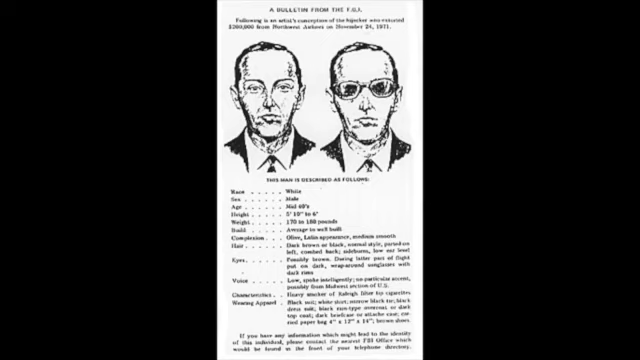 A BULLETIN FROM THE F.B.I.
Following is an artist's conception of the hijacker who extorted
$200,000 from Northwest Airlines on November 24, 1971.
THIS MAN IS DESCRIBED AS FOLLOWS:
Race . . . . . White
Sex . . . . . Male
Age . . . . . Mid 40's
Height . . . . . 5' 10" to 6'
Weight . . . . . 170 to 180 pounds
Build . . . . . Average to well built
Complexion . . . Olive, Latin appearance, medium smooth
Hair . . . . . Dark brown or black, normal style, parted on
left, combed back; sideburns, low ear level
Eyes . . . . . Possibly brown. During latter part of flight
put on dark, wrap-around sunglasses with
dark rims
Voice . . . . . Low, spoke intelligently; no particular accent,
possibly from Midwest section of U.S.
Characteristics . Heavy smoker of Raleigh filter tip cigarettes
Wearing Apparel . Black suit; white shirt; narrow black tie; black
dress suit; black rain-type overcoat or dark
top coat; dark briefcase or attache case;
paper bag 4" x 12" x 14"; brown shoes.
If you have any information which might lead to the identity
of this individual, please contact the nearest FBI Office which
would be found in the front of your telephone directory.